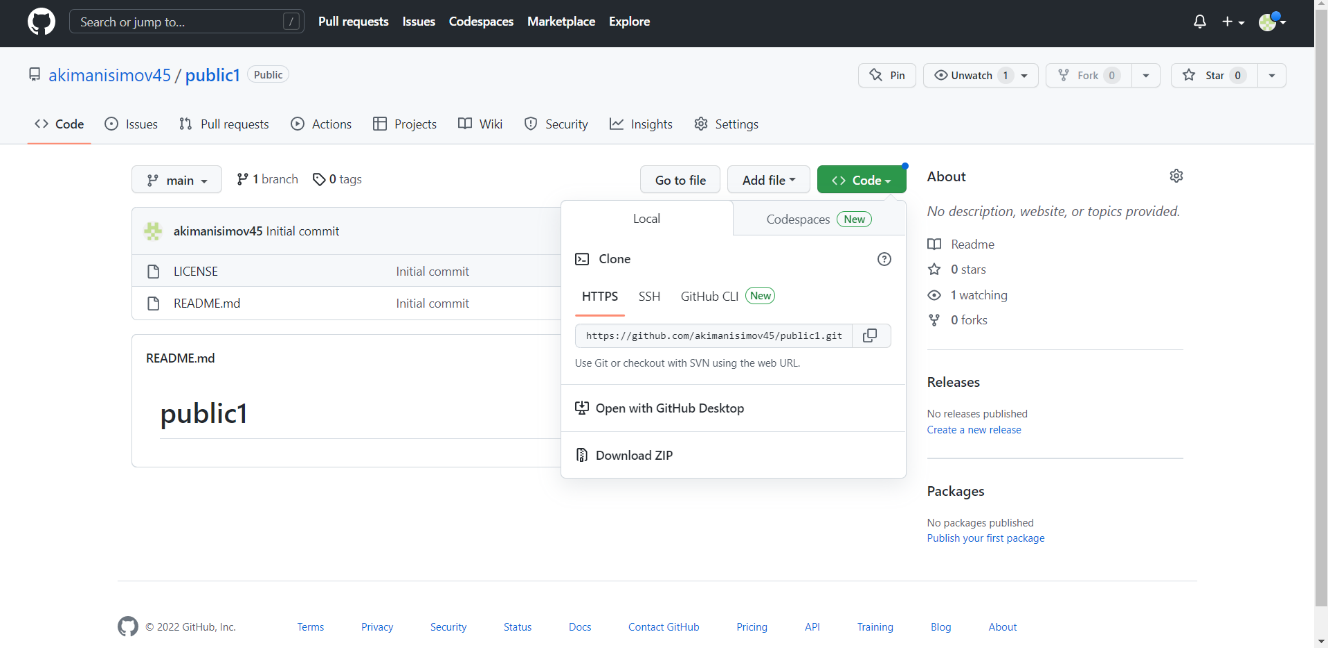 Search or jump to... /
Pull requests Issues Codespaces Marketplace Explore
akimanisimov45 / public1 Public
Pin Unwatch 1 Fork 0 Star 0
Code Issues Pull requests Actions Projects Wiki Security Insights Settings
main 1 branch 0 tags
Go to file Add file Code
akimanisimov45 Initial commit
LICENSE Initial commit
README.md Initial commit
README.md
public1
Local Codespaces New
Clone
HTTPS SSH GitHub CLI New
https://github.com/akimanisimov45/public1.git
Use Git or checkout with SVN using the web URL.
Open with GitHub Desktop
Download ZIP
About
No description, website, or topics provided.
Readme
0 stars
1 watching
0 forks
Releases
No releases published
Create a new release
Packages
No packages published
Publish your first package
© 2022 GitHub, Inc. Terms Privacy Security Status Docs Contact GitHub Pricing API Training Blog About